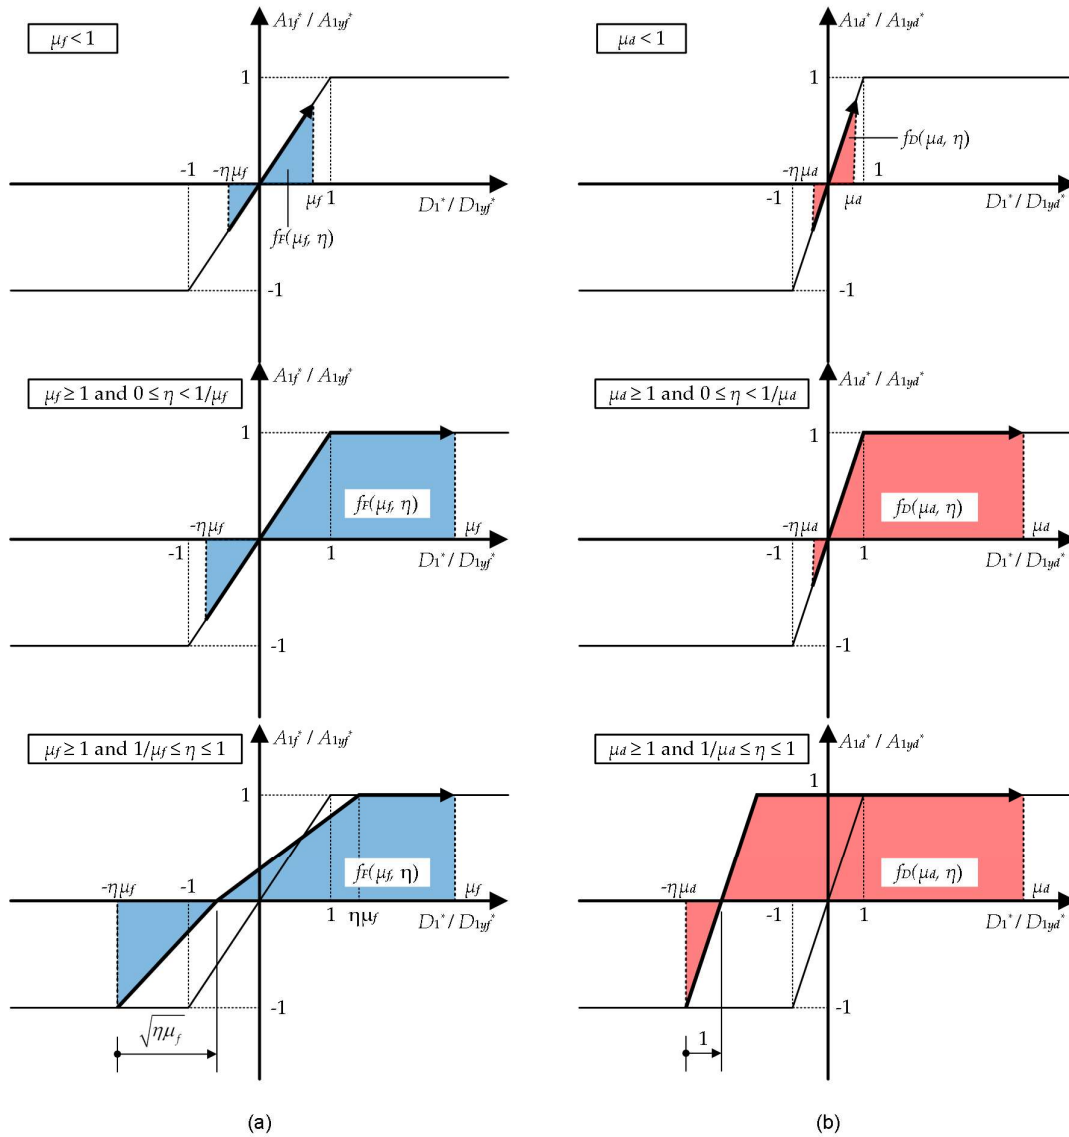 A1f* / A1yf*
μf < 1
1
-1
-ημf
μf
1
D1* / D1yf*
fF(μf, η)
-1
A1d* / A1yd*
μd < 1
1
fD(μd, η)
-ημd
1
-1
μd
D1* / D1yd*
-1
A1f* / A1yf*
μf ≥ 1 and 0 ≤ η < 1/μf
1
fF(μf, η)
-ημf
μf
-1
1
D1* / D1yf*
-1
A1d* / A1yd*
μd ≥ 1 and 0 ≤ η < 1/μd
1
fD(μd, η)
-ημd
μd
-1
1
D1* / D1yd*
-1
A1f* / A1yf*
μf ≥ 1 and 1/μf ≤ η ≤ 1
1
fF(μf, η)
-ημf
-1
μf
1
ημf
D1* / D1yf*
-1
√ημf
A1d* / A1yd*
μd ≥ 1 and 1/μd ≤ η ≤ 1
1
fD(μd, η)
-ημd
μd
-1
1
D1* / D1yd*
-1
1
(a)
(b)